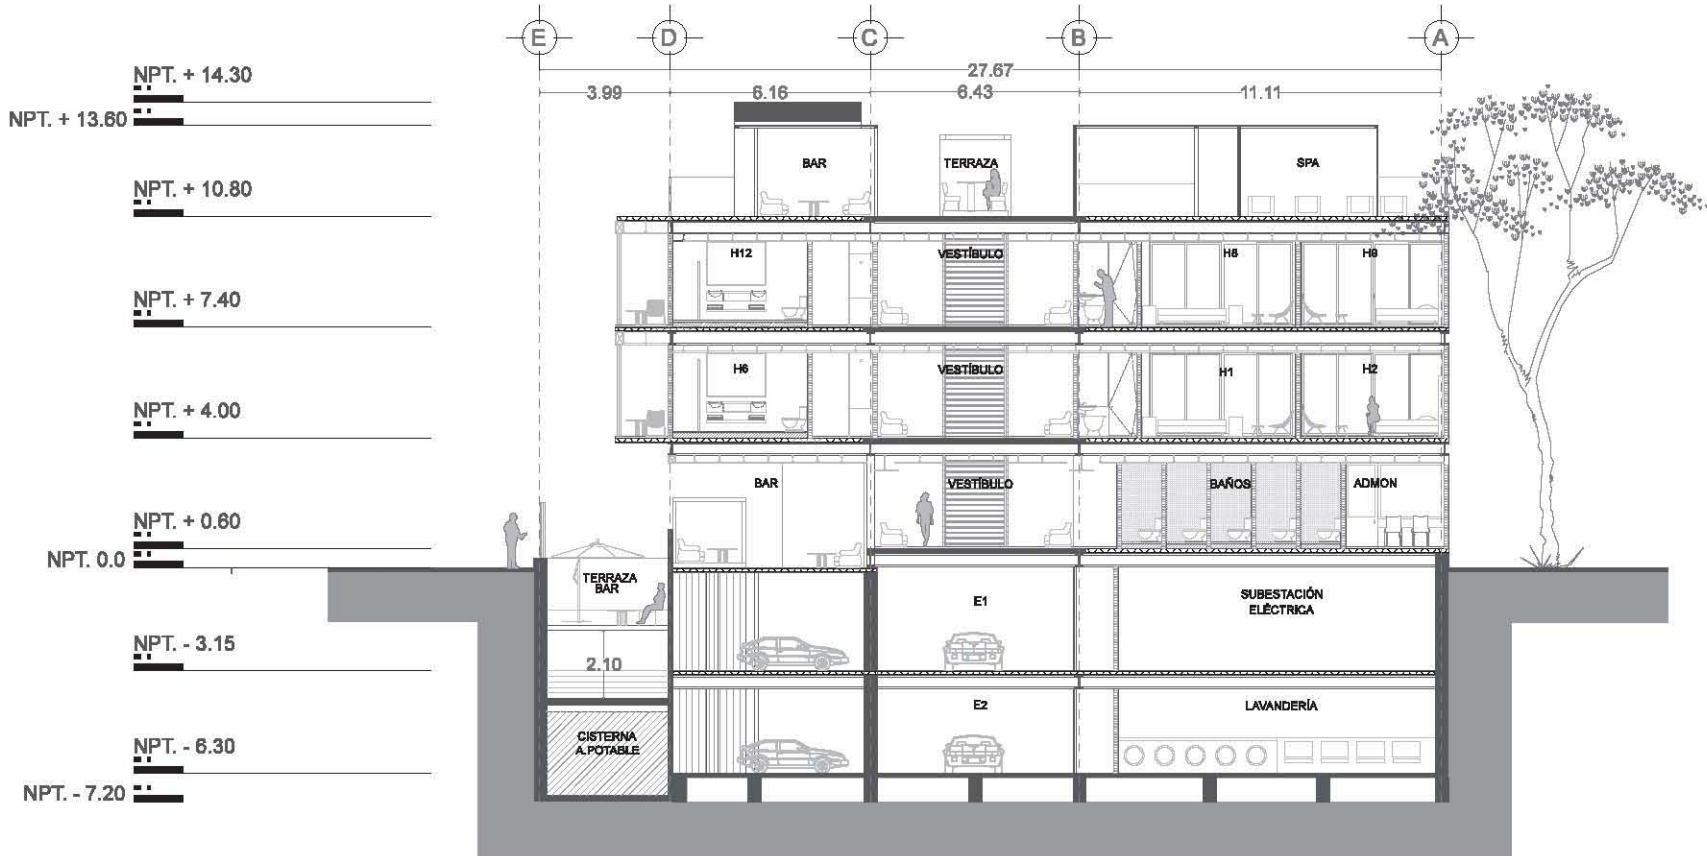 E D C B A
27.67
3.99 6.16 6.43 11.11
NPT. + 14.30
NPT. + 13.60
BAR TERRAZA SPA
NPT. + 10.80
H12 VESTÍBULO H8 H9
NPT. + 7.40
H6 VESTÍBULO H1 H2
NPT. + 4.00
BAR VESTÍBULO BAÑOS ADMON
NPT. + 0.60
NPT. 0.0
TERRAZA
BAR
E1
SUBESTACIÓN
ELÉCTRICA
NPT. - 3.15
2.10
E2 LAVANDERÍA
CISTERNA
A.POTABLE
NPT. - 6.30
NPT. - 7.20